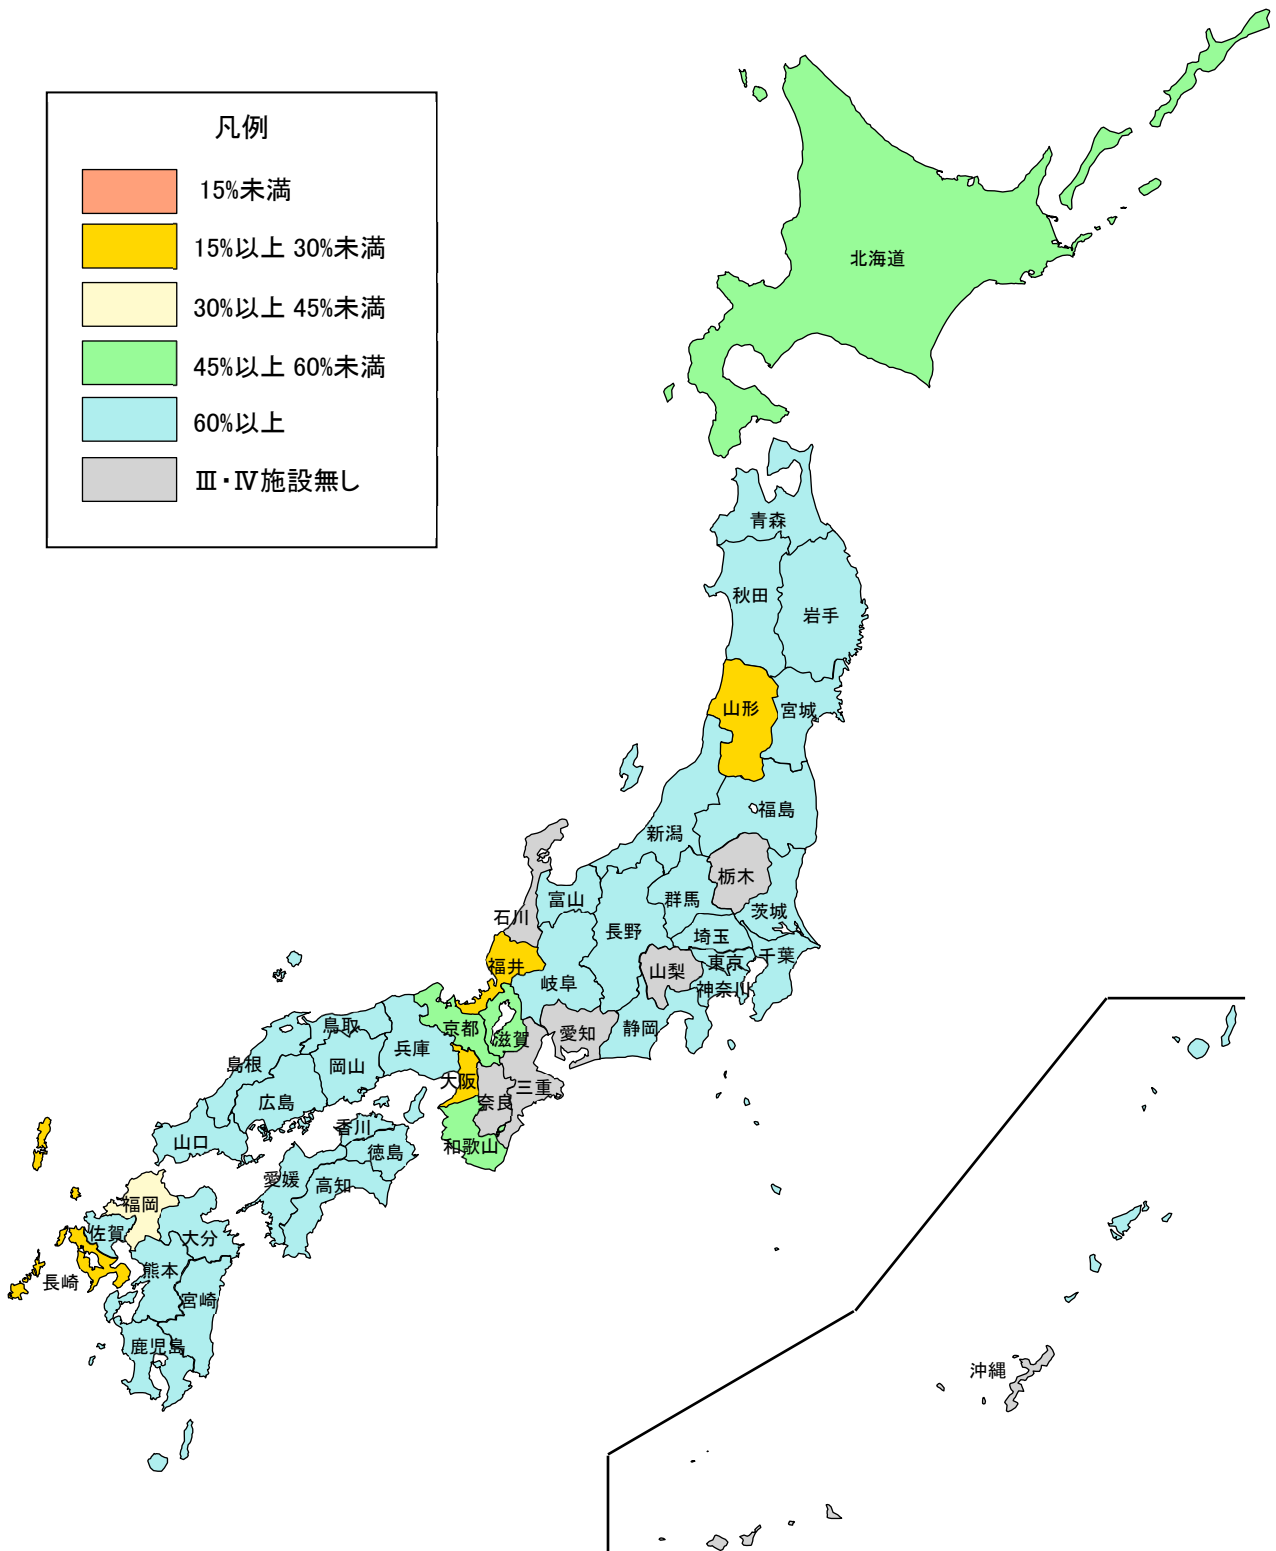 凡例
15%未満
15%以上 30%未満
30%以上 45%未満
45%以上 60%未満
60%以上
Ⅲ・Ⅳ施設無し
北海道
青森
秋田
岩手
山形
宮城
福島
新潟
栃木
富山
群馬
石川
茨城
長野
埼玉
千葉
東京
福井
山梨
岐阜
神奈川
鳥取
京都
滋賀
愛知
静岡
兵庫
島根
岡山
大阪
三重
広島
奈良
香川
山口
和歌山
徳島
愛媛
高知
福岡
佐賀
大分
熊本
長崎
宮崎
鹿児島
沖縄